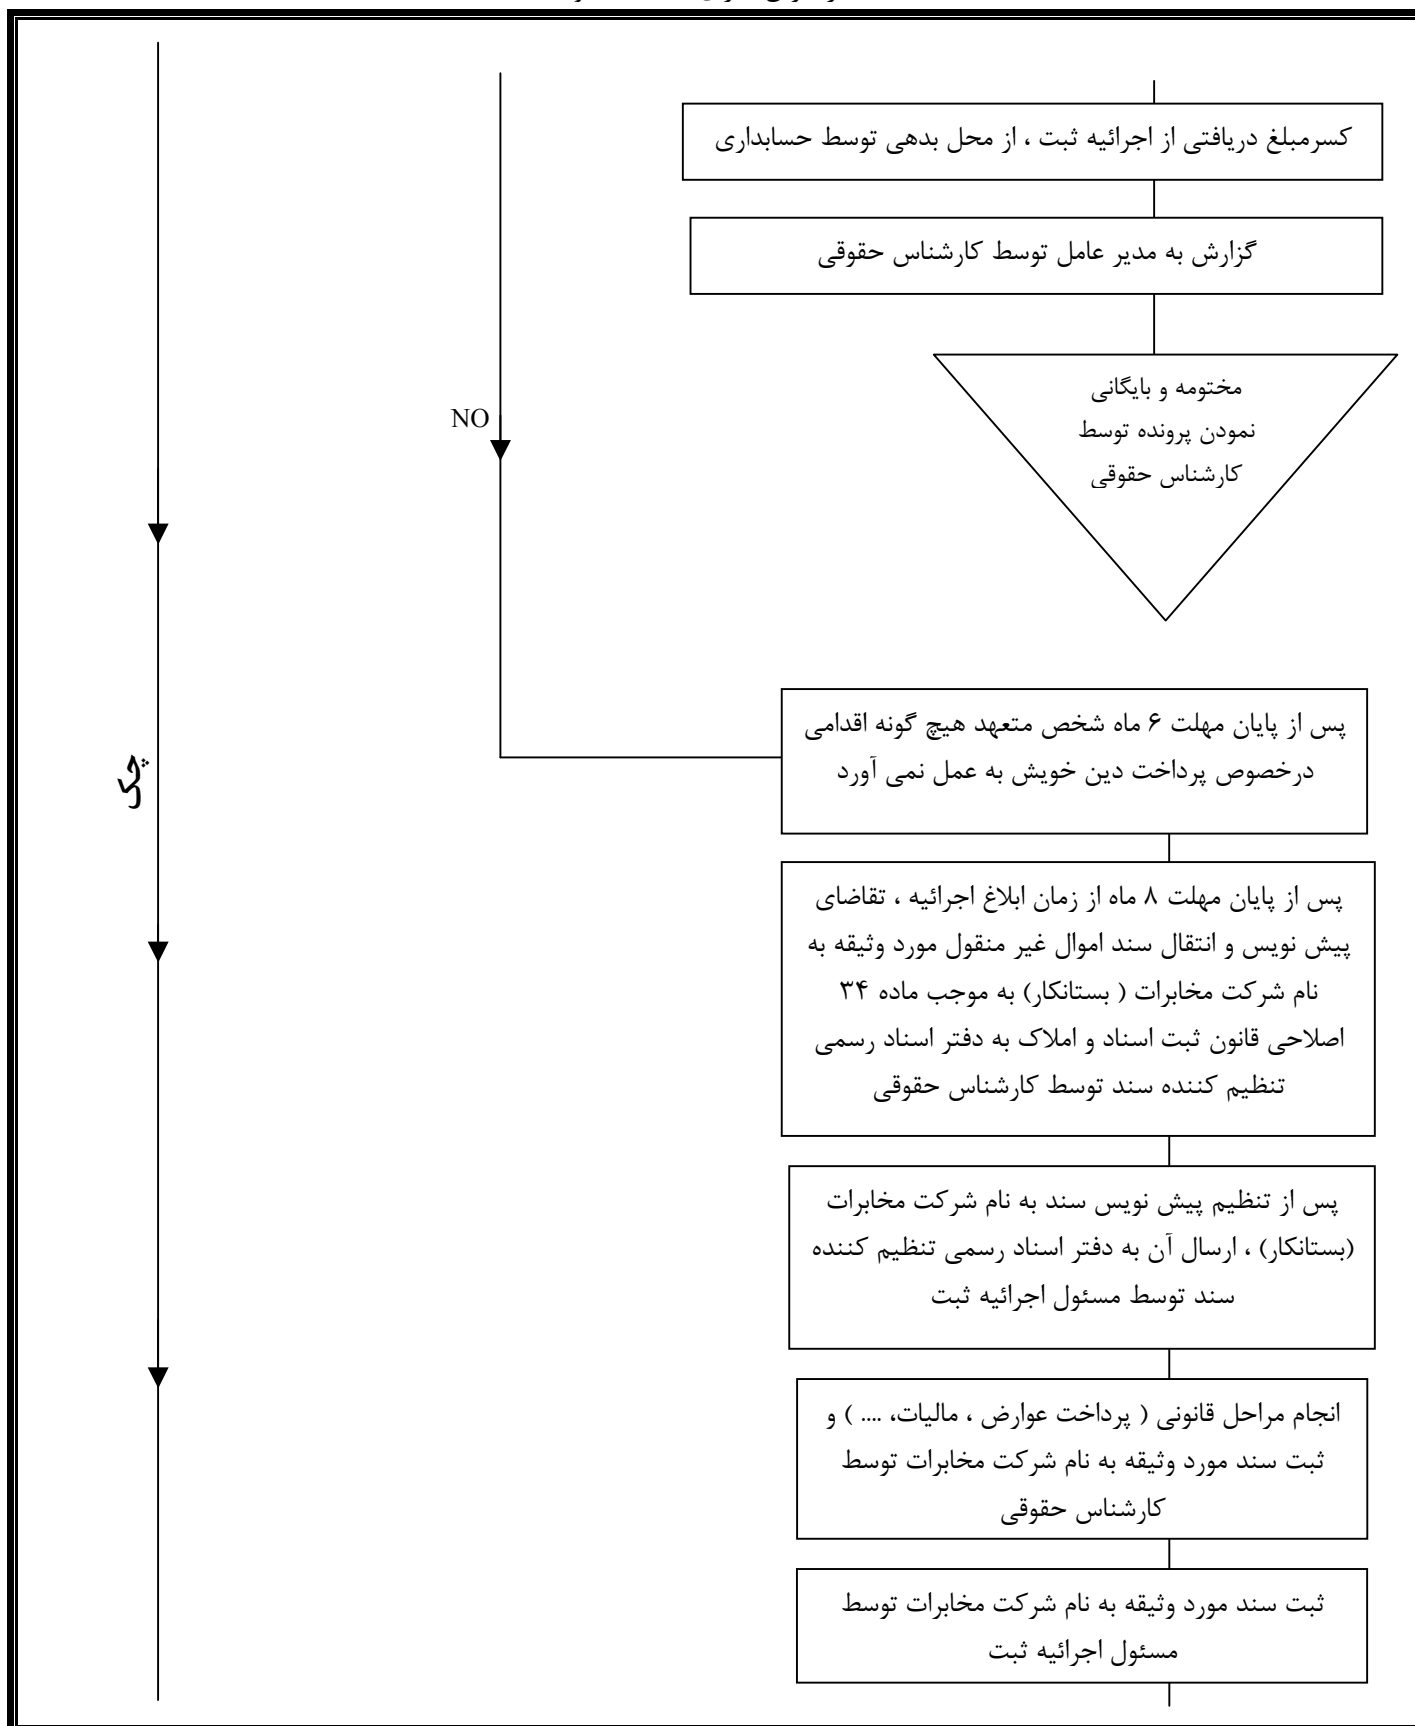 کسرمبلغ دریافتی از اجرائیه ثبت ، از محل بدهی توسط حسابداری
گزارش به مدیر عامل توسط کارشناس حقوقی
مختومه و بایگانی
نمودن پرونده توسط
کارشناس حقوقی
NO
پس از پایان مهلت ۶ ماه شخص متعهد هیچ گونه اقدامی
درخصوص پرداخت دین خویش به عمل نمی آورد
چک
پس از پایان مهلت ۸ ماه از زمان ابلاغ اجرائیه ، تقاضای
پیش نویس و انتقال سند اموال غیر منقول مورد وثیقه به
نام شرکت مخابرات ( بستانکار) به موجب ماده ۳۴
اصلاحی قانون ثبت اسناد و املاک به دفتر اسناد رسمی
تنظیم کننده سند توسط کارشناس حقوقی
پس از تنظیم پیش نویس سند به نام شرکت مخابرات
(بستانکار) ، ارسال آن به دفتر اسناد رسمی تنظیم کننده
سند توسط مسئول اجرائیه ثبت
انجام مراحل قانونی ( پرداخت عوارض ، مالیات، .... ) و
ثبت سند مورد وثیقه به نام شرکت مخابرات توسط
کارشناس حقوقی
ثبت سند مورد وثیقه به نام شرکت مخابرات توسط
مسئول اجرائیه ثبت